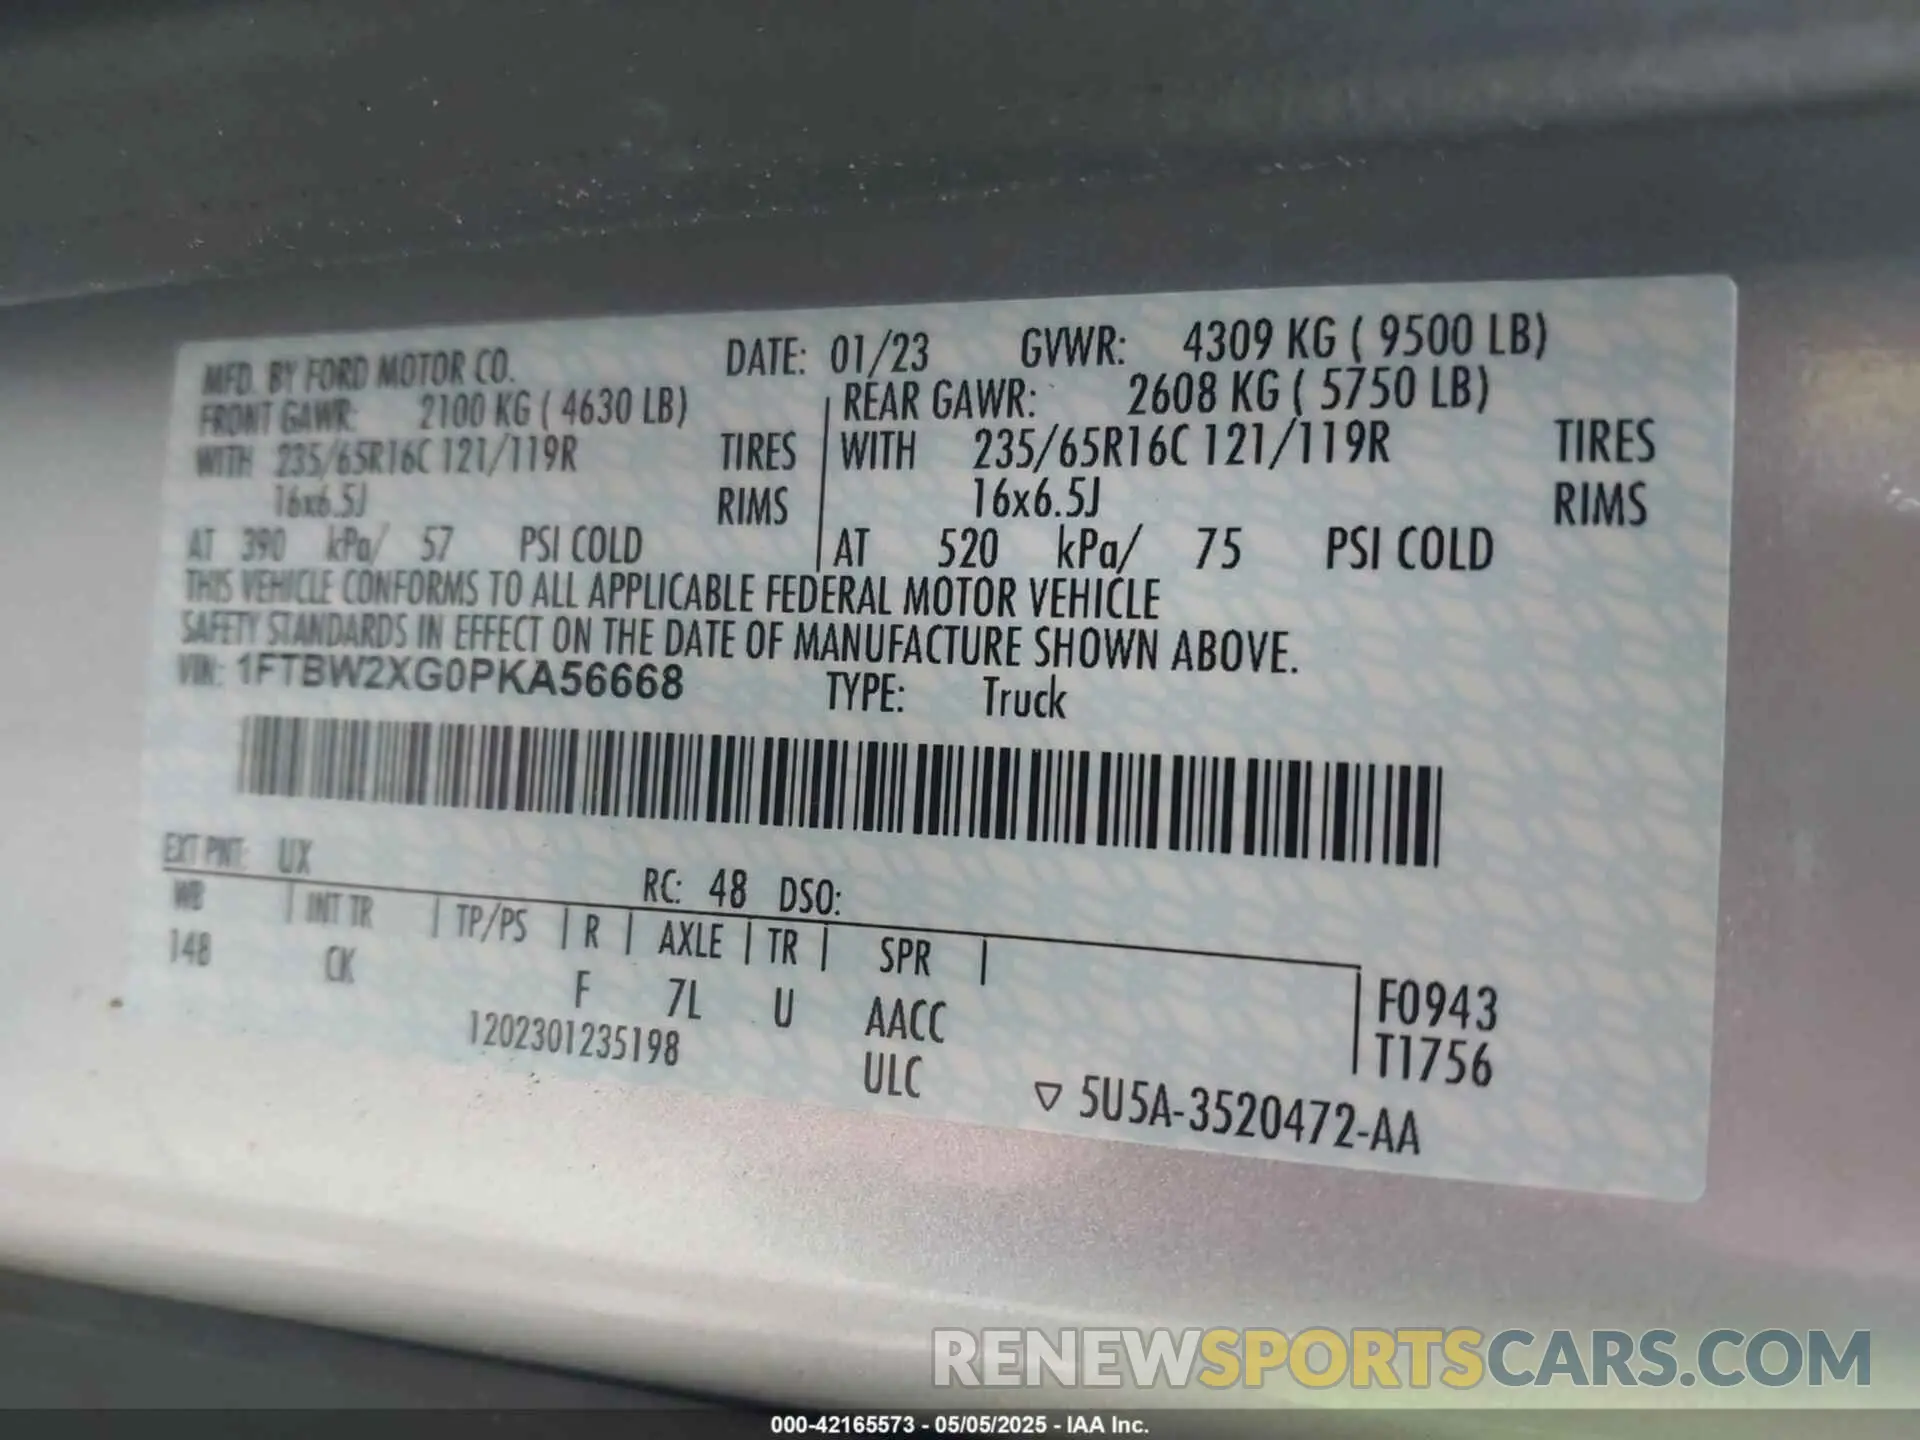 MFD. BY FORD MOTOR CO. DATE: 01/23 GVWR: 4309 KG ( 9500 LB)
FRONT GAWR: 2100 KG ( 4630 LB) REAR GAWR: 2608 KG ( 5750 LB)
WITH 235/65R16C 121/119R TIRES WITH 235/65R16C 121/119R TIRES
16x6.5J RIMS 16x6.5J RIMS
AT 390 kPa/ 57 PSI COLD AT 520 kPa/ 75 PSI COLD
THIS VEHICLE CONFORMS TO ALL APPLICABLE FEDERAL MOTOR VEHICLE
SAFETY STANDARDS IN EFFECT ON THE DATE OF MANUFACTURE SHOWN ABOVE.
VIN: 1FTBW2XG0PKA56668 TYPE: Truck
EXT PNT: UX RC: 48 DSO:
WB INT TR TP/PS R AXLE TR SPR
148 CK F 7L U AACC F0943
1202301235198 ULC T1756
▽ 5U5A-3520472-AA
RENEWSPORTSCARS.COM
000-42165573 - 05/05/2025 - IAA Inc.